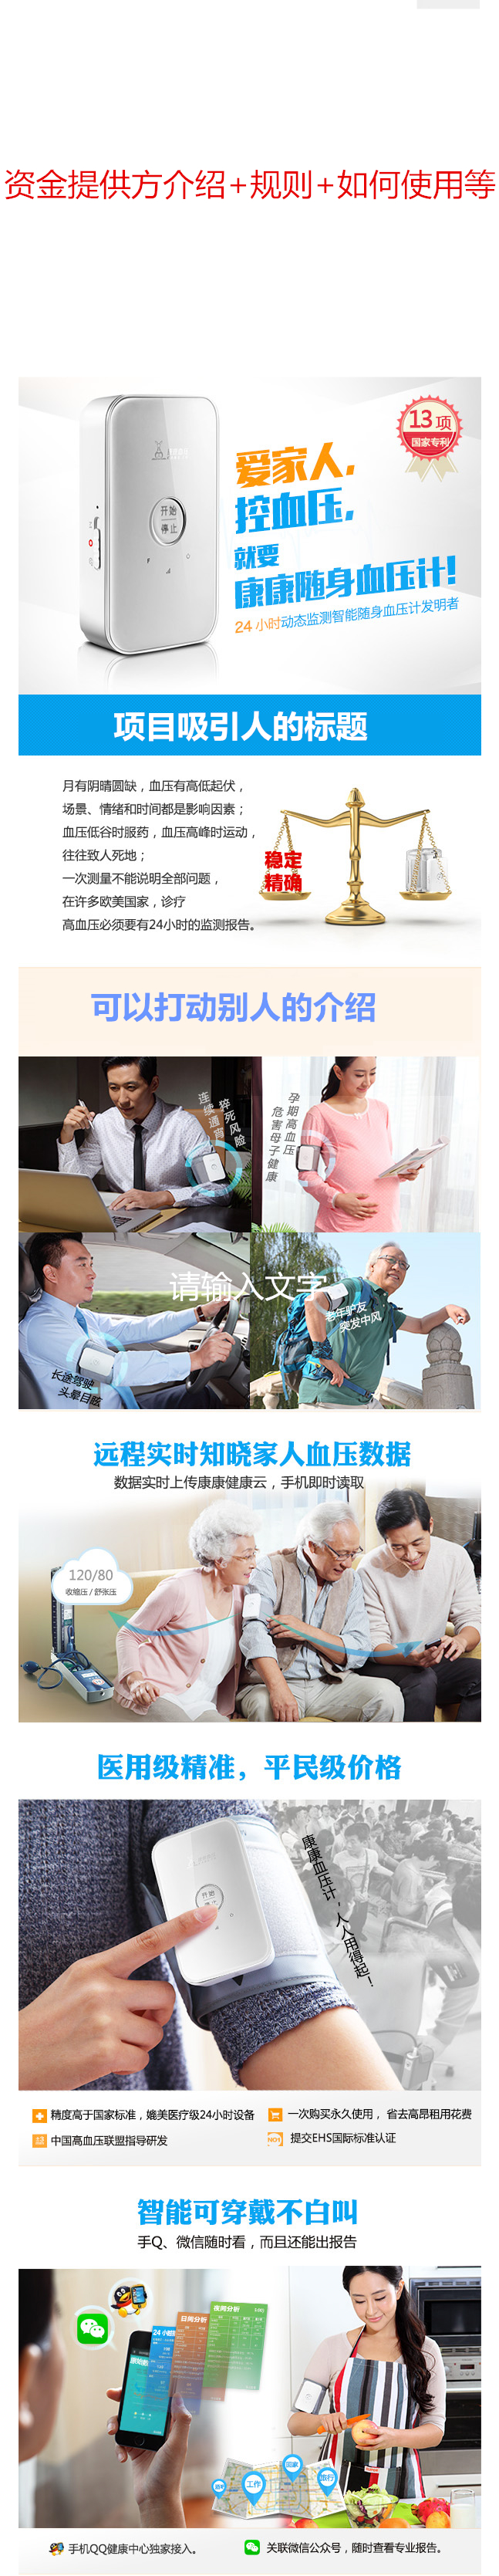 资金提供方介绍+规则+如何使用等
13 项
国家专利
爱家人,
控血压,
就要
康康随身血压计!
24 小时动态监测智能随身血压计发明者
开始
停止
项目吸引人的标题
月有阴晴圆缺，血压有高低起伏，
场景、情绪和时间都是影响因素；
血压低谷时服药，血压高峰时运动，
往往致人死地；
一次测量不能说明全部问题，
在许多欧美国家，诊疗
高血压必须要有24小时的监测报告。
稳定
精确
可以打动别人的介绍
连续通宵
猝死风险
孕期高血压
危害母子健康
请输入文字
长途驾驶
头晕目眩
老年驴友
突发中风
远程实时知晓家人血压数据
数据实时上传康康健康云，手机即时读取
120/80
收缩压 / 舒张压
医用级精准，平民级价格
开始
停止
康康血压计，人人用得起！
精度高于国家标准，媲美医疗级24小时设备
一次购买永久使用， 省去高昂租用花费
中国高血压联盟指导研发
提交EHS国际标准认证
智能可穿戴不白叫
手Q、微信随时看，而且还能出报告
24 小时
日间分析
夜间分析
工作
回家
旅行
手机QQ健康中心独家接入。
关联微信公众号，随时查看专业报告。